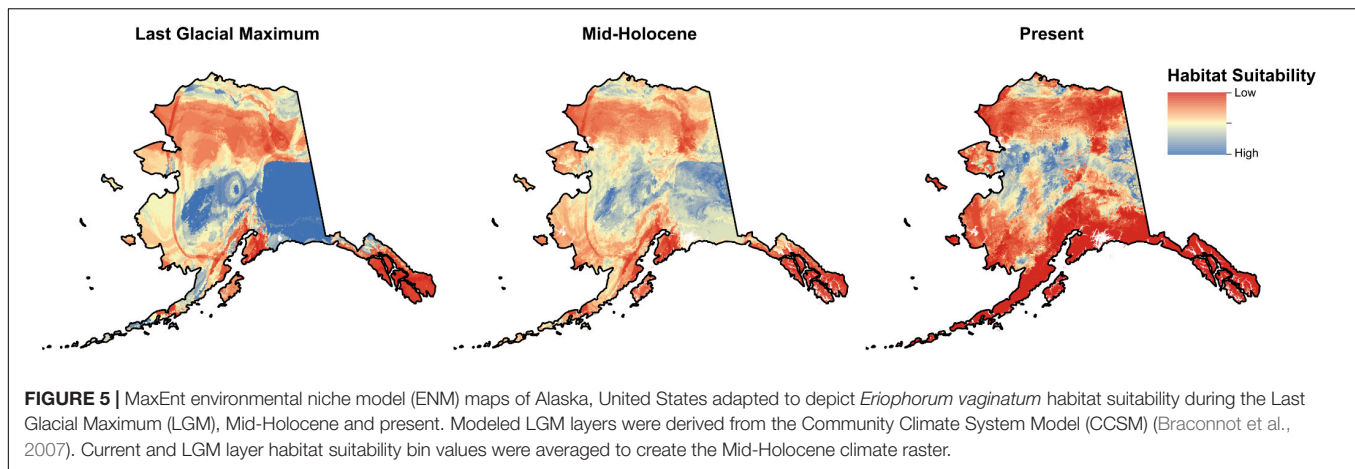 Last Glacial Maximum
Mid-Holocene
Present
Habitat Suitability
Low
High
FIGURE 5 | MaxEnt environmental niche model (ENM) maps of Alaska, United States adapted to depict Eriophorum vaginatum habitat suitability during the Last
Glacial Maximum (LGM), Mid-Holocene and present. Modeled LGM layers were derived from the Community Climate System Model (CCSM) (Braconnot et al.,
2007). Current and LGM layer habitat suitability bin values were averaged to create the Mid-Holocene climate raster.